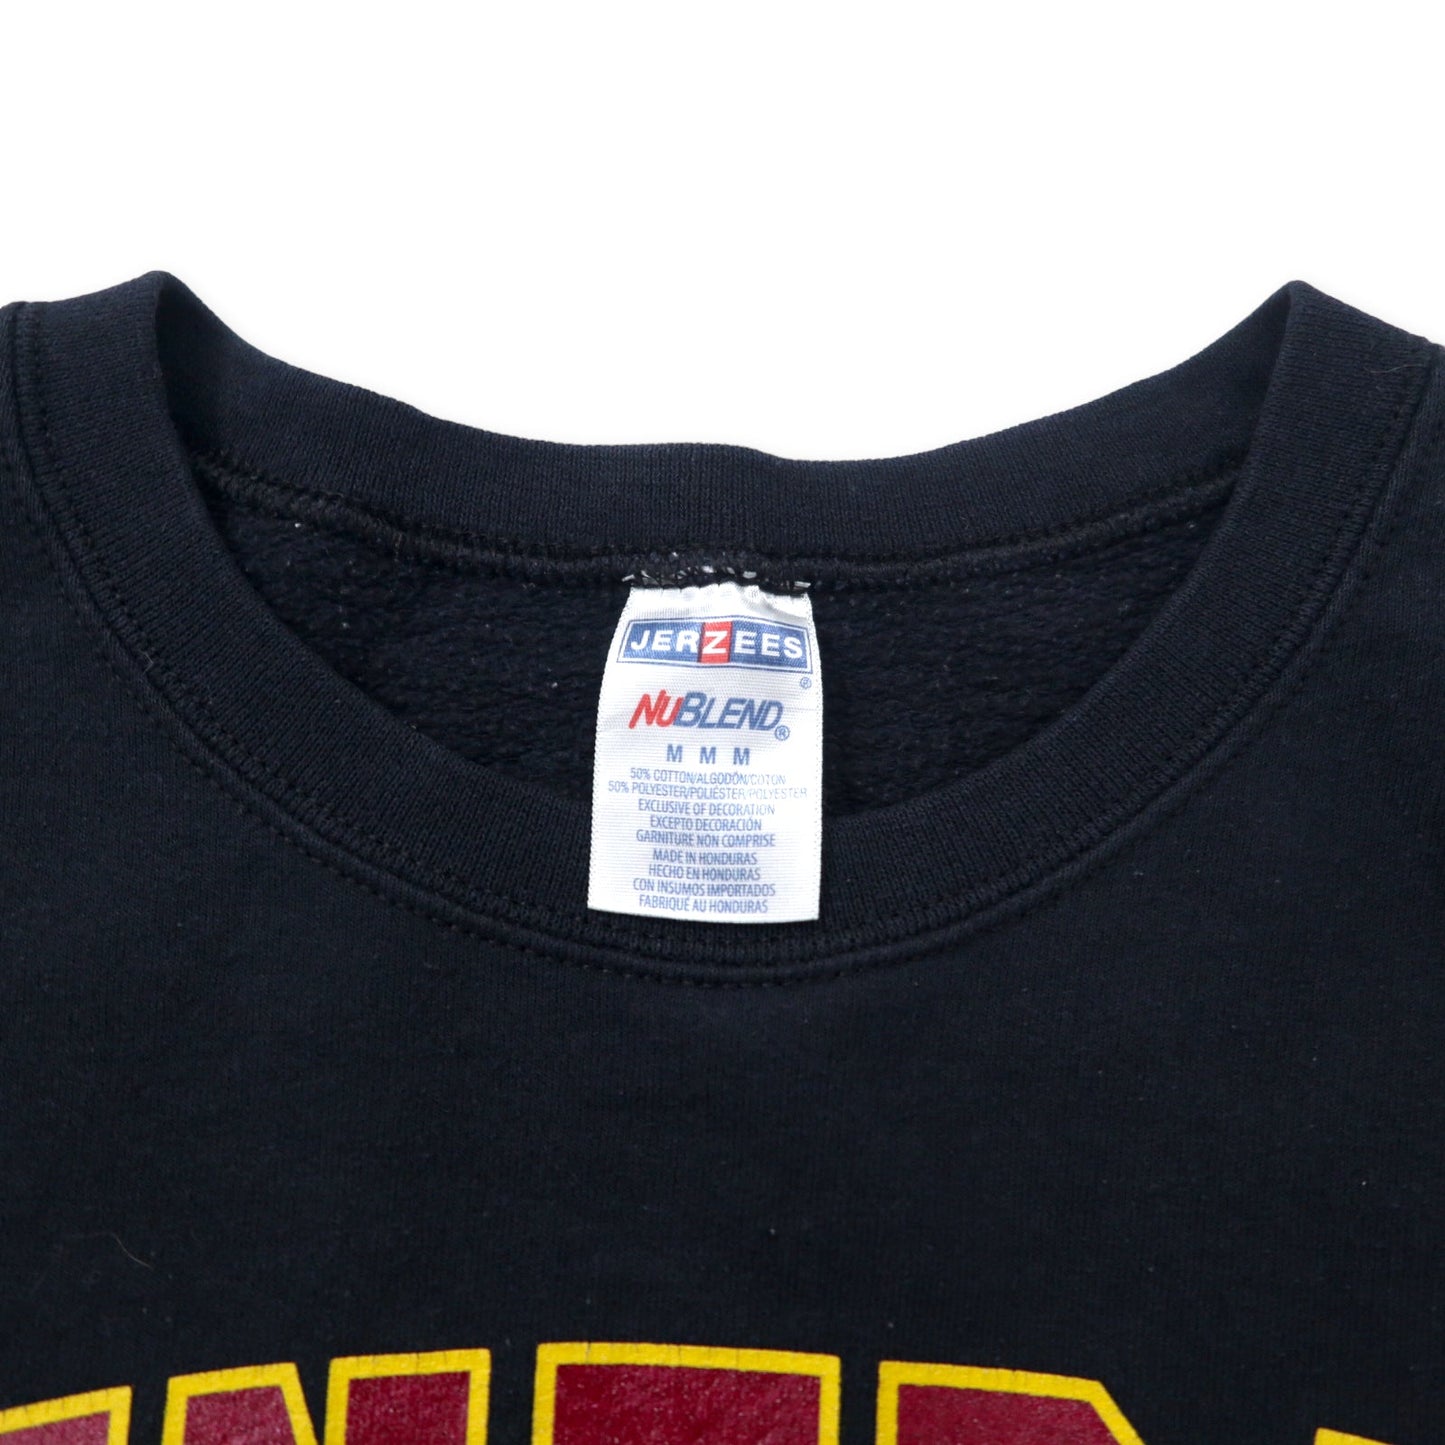 JERZEES
®
NUBLEND®
M M M
50% COTTON/ALGODÓN/COTON
50% POLYESTER/POLIÉSTER/POLYESTER
EXCLUSIVE OF DECORATION
EXCEPTO DECORACIÓN
GARNITURE NON COMPRISE
MADE IN HONDURAS
HECHO EN HONDURAS
CON INSUMOS IMPORTADOS
FABRIQUÉ AU HONDURAS